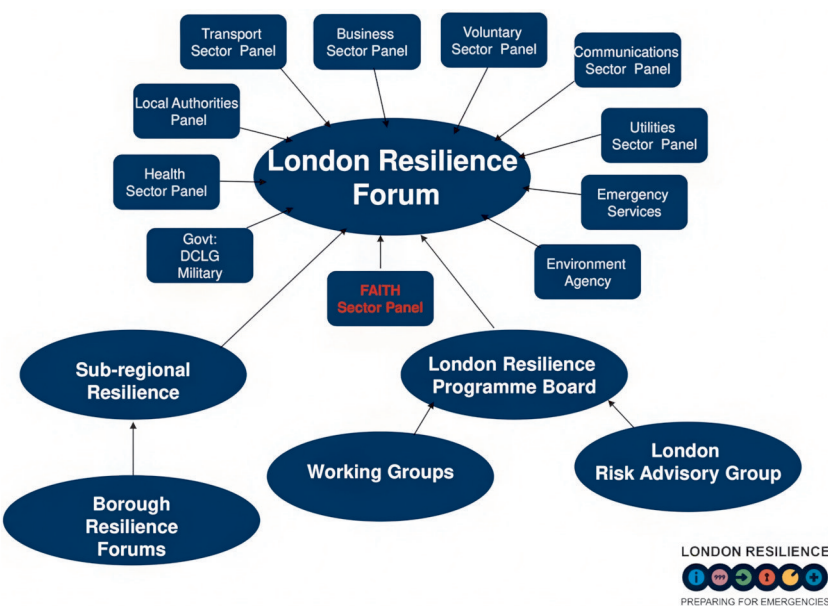 Transport
Sector Panel
Business
Sector Panel
Voluntary
Sector Panel
Communications
Sector Panel
Local Authorities
Panel
Utilities
Sector Panel
London Resilience
Forum
Health
Sector Panel
Emergency
Services
Govt:
DCLG
Military
Environment
Agency
FAITH
Sector Panel
Sub-regional
Resilience
London Resilience
Programme Board
Working Groups
London
Risk Advisory Group
Borough
Resilience
Forums
LONDON RESILIENCE
PREPARING FOR EMERGENCIES